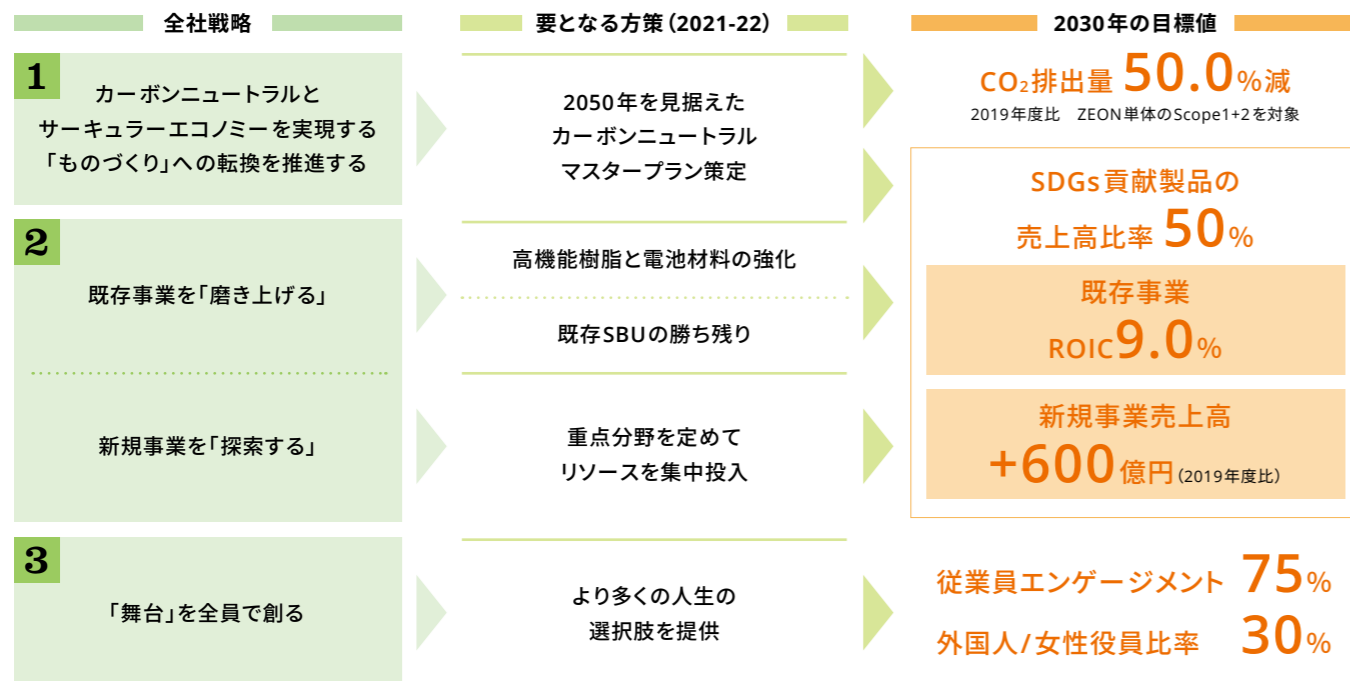 全社戦略
要となる方策（2021-22）
2030年の目標値
1
カーボンニュートラルと
サーキュラーエコノミーを実現する
「ものづくり」への転換を推進する
2050年を見据えた
カーボンニュートラル
マスタープラン策定
CO₂排出量 50.0%減
2019年度比　ZEON単体のScope1+2を対象
2
既存事業を「磨き上げる」
新規事業を「探索する」
高機能樹脂と電池材料の強化
既存SBUの勝ち残り
重点分野を定めて
リソースを集中投入
SDGs貢献製品の
売上高比率 50%
既存事業
ROIC9.0%
新規事業売上高
+600億円（2019年度比）
3
「舞台」を全員で創る
より多くの人生の
選択肢を提供
従業員エンゲージメント 75%
外国人/女性役員比率 30%